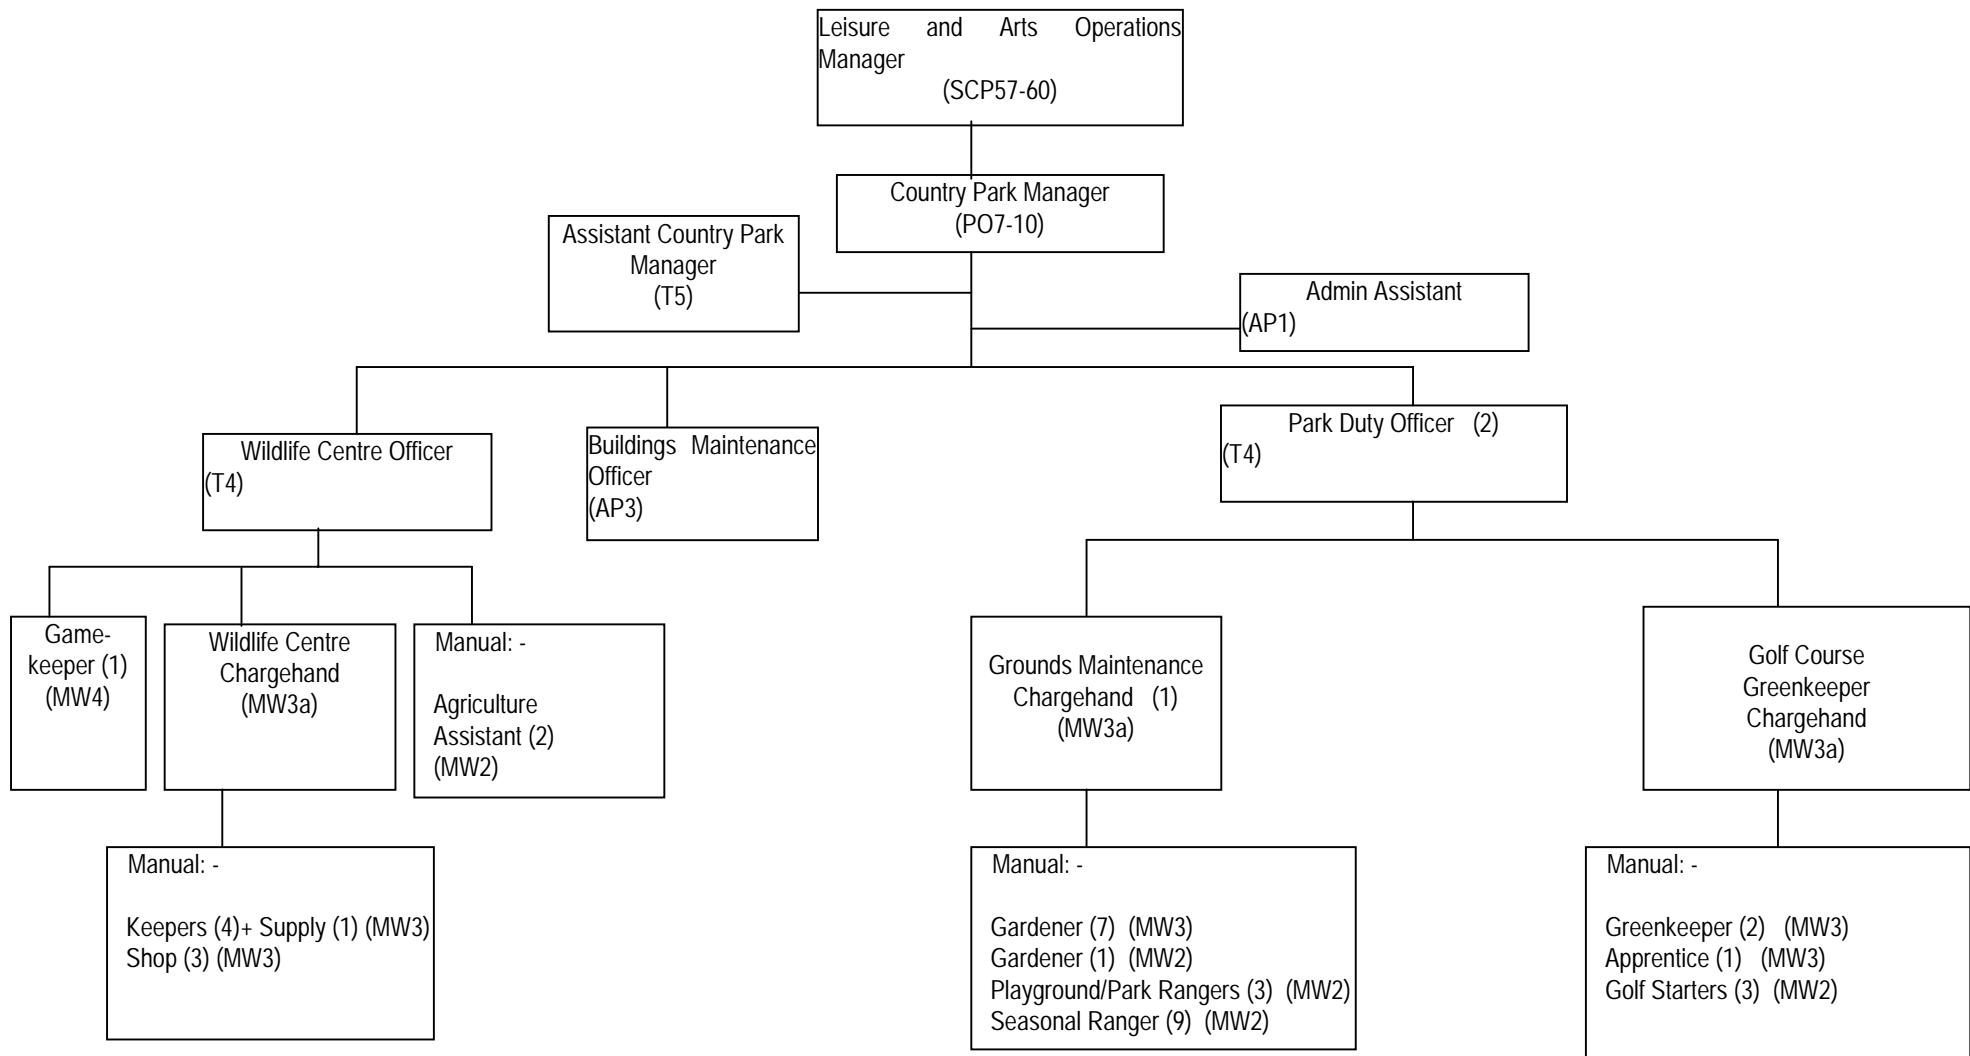 Leisure and Arts Operations
Manager
(SCP57-60)
Country Park Manager
(PO7-10)
Assistant Country Park
Manager
(T5)
Admin Assistant
(AP1)
Wildlife Centre Officer
(T4)
Buildings Maintenance
Officer
(AP3)
Park Duty Officer (2)
(T4)
Game-
keeper (1)
(MW4)
Wildlife Centre
Chargehand
(MW3a)
Manual: -
Agriculture
Assistant (2)
(MW2)
Grounds Maintenance
Chargehand (1)
(MW3a)
Golf Course
Greenkeeper
Chargehand
(MW3a)
Manual: -
Keepers (4)+ Supply (1) (MW3)
Shop (3) (MW3)
Manual: -
Gardener (7) (MW3)
Gardener (1) (MW2)
Playground/Park Rangers (3) (MW2)
Seasonal Ranger (9) (MW2)
Manual: -
Greenkeeper (2) (MW3)
Apprentice (1) (MW3)
Golf Starters (3) (MW2)